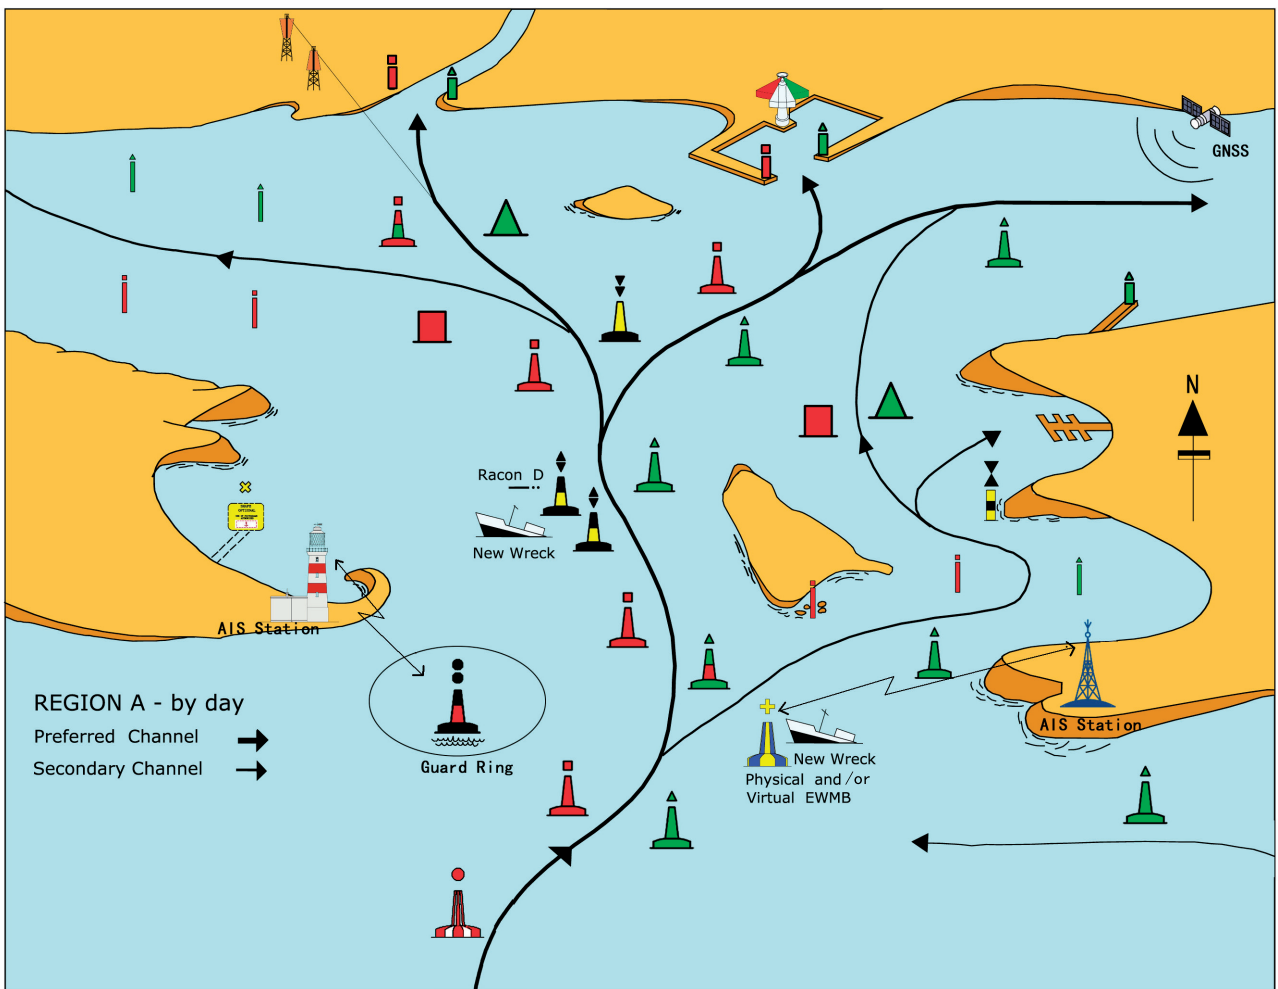 GNSS
N
Racon D
New Wreck
AIS Station
REGION A - by day
Preferred Channel
Secondary Channel
Guard Ring
AIS Station
New Wreck
Physical and/or
Virtual EWMB